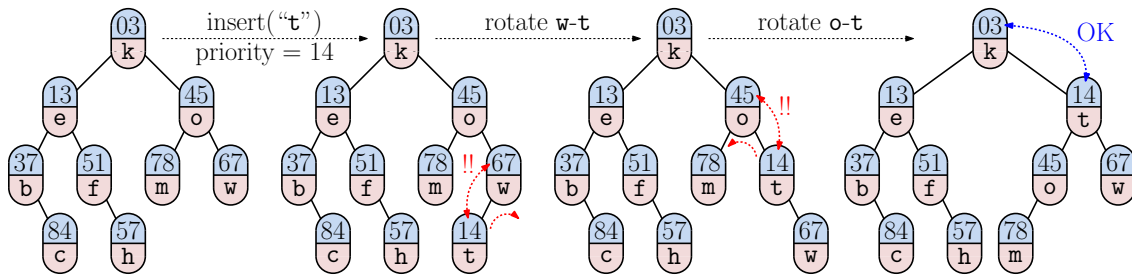 03 insert(“t”) 03 rotate w-t 03 rotate o-t 03 OK
k priority = 14 k k k
13 45 13 45 13 45 !! 13 14
e o e o e o e t
37 51 78 67 37 51 78 !! 67 37 51 78 14 37 51 45 67
b f m w b f m w b f m t b f o w
84 57 84 57 14 84 57 67 84 57 78
c h c h t c h w c h m